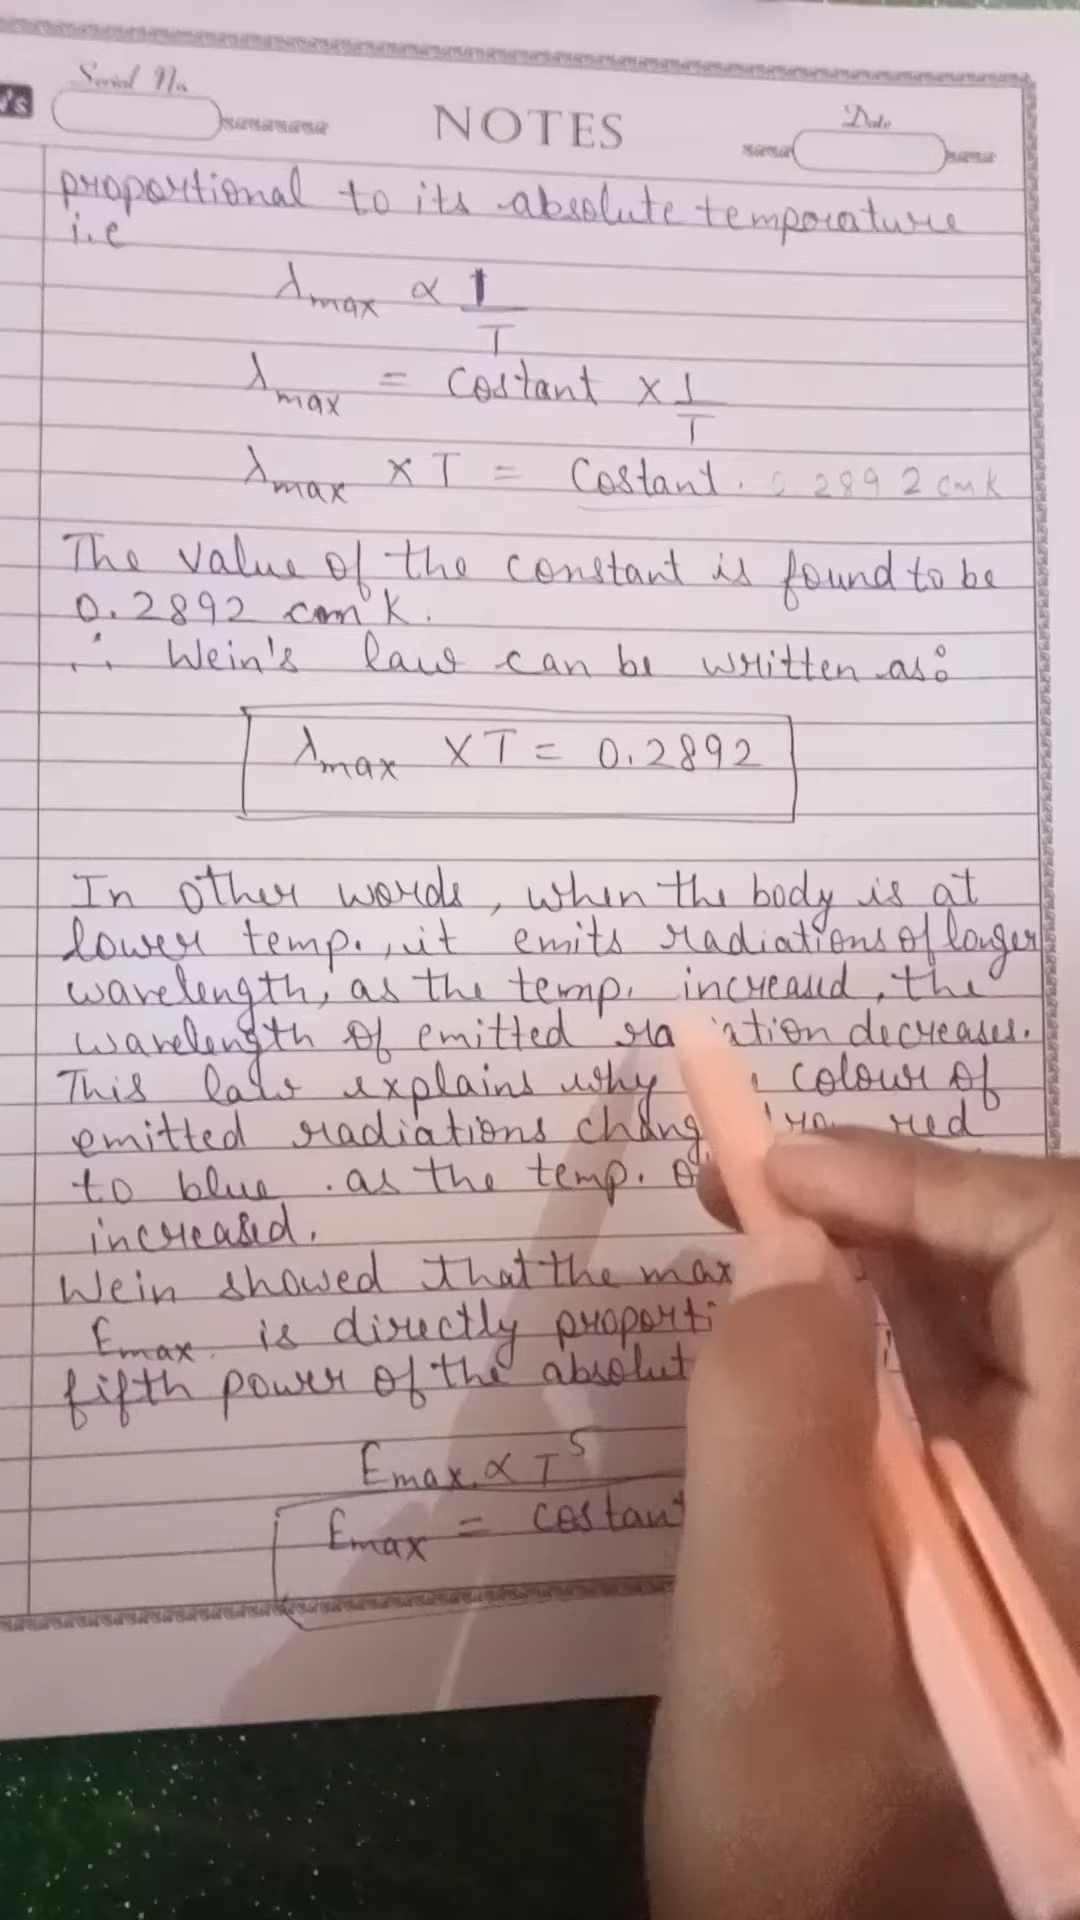 Serial No.
NOTES
Date
proportional to its absolute temperature
i.e
λmax ∝ 1/T
λmax = Costant × 1/T
λmax × T = Costant. 0.2892 cm K
The value of the constant is found to be
0.2892 cm K.
∴ Wein's law can be written as:
λmax × T = 0.2892
In other words, when the body is at
lower temp., it emits radiations of longer
wavelength, as the temp. increased, the
wavelength of emitted radiation decreases.
This law explains why colour of
emitted radiations chang red
to blue . as the temp.
increased.
Wein showed that the max
Emax. is directly proporti
fifth power of the absolut
Emax. ∝ T⁵
Emax = costant